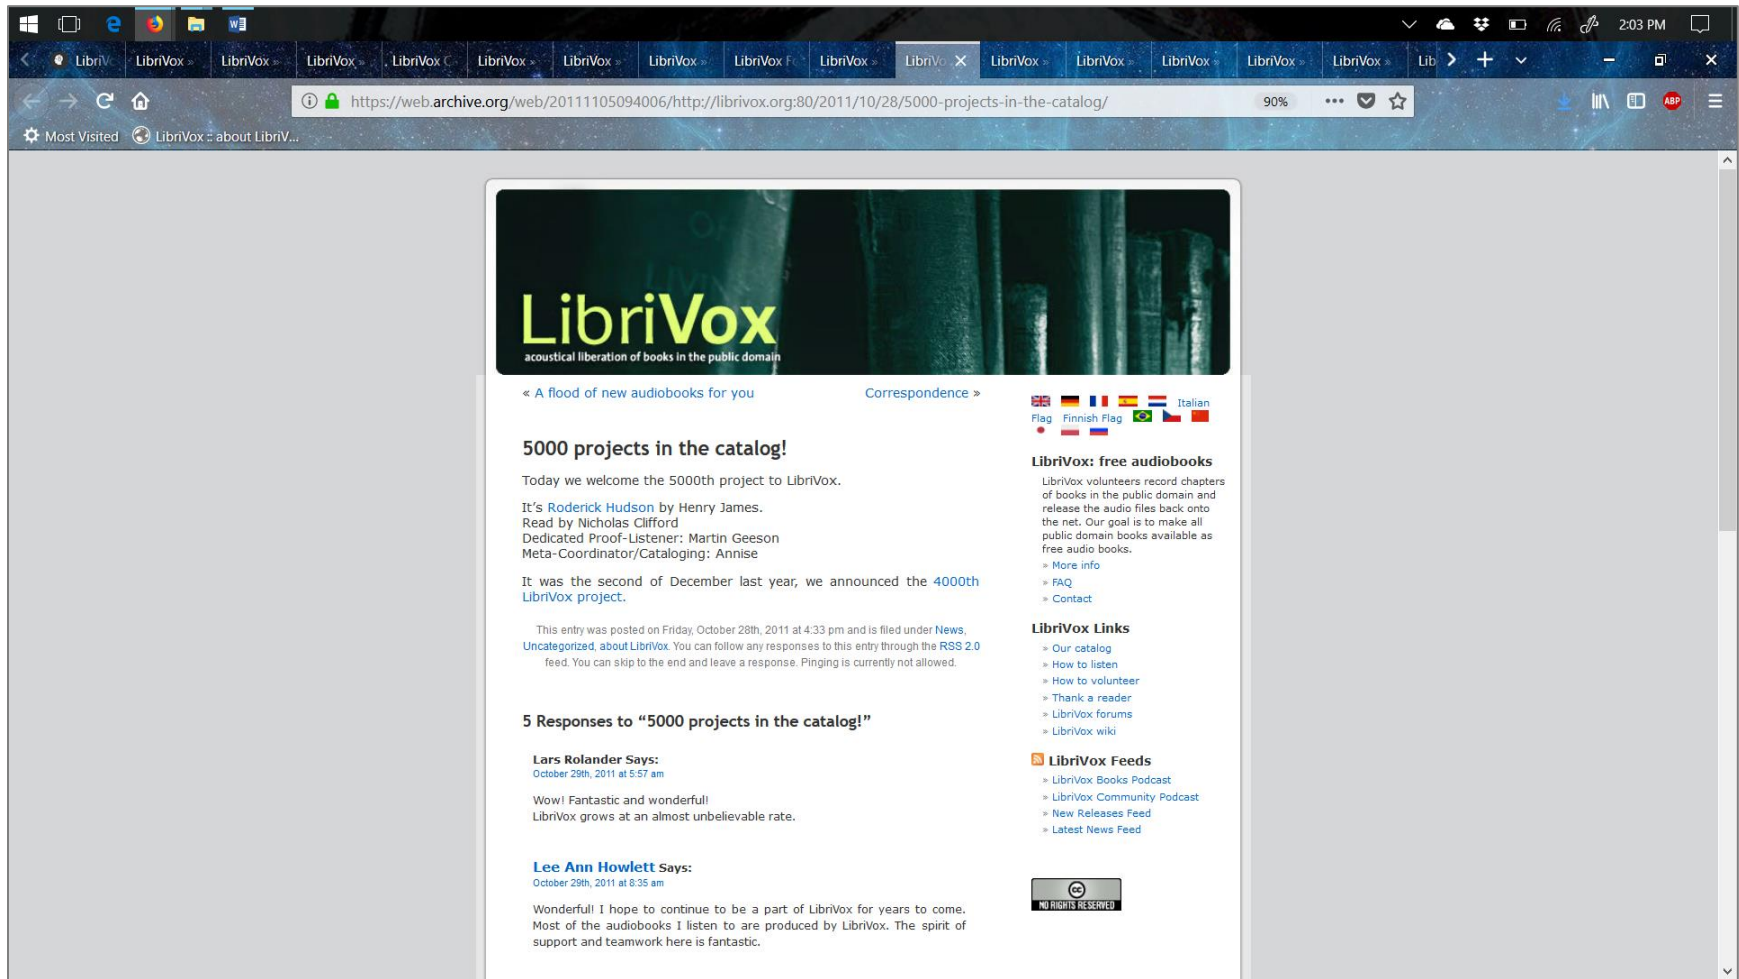 2:03 PM
LibriV
LibriVox »
LibriVox »
LibriVox »
LibriVox C
LibriVox »
LibriVox »
LibriVox »
LibriVox F
LibriVox »
LibriVo
LibriVox »
LibriVox »
LibriVox »
LibriVox »
LibriVox »
Lib
https://web.archive.org/web/20111105094006/http://librivox.org:80/2011/10/28/5000-projects-in-the-catalog/
90%
ABP
Most Visited
LibriVox :: about LibriV...
LibriVox
acoustical liberation of books in the public domain
« A flood of new audiobooks for you
Correspondence »
5000 projects in the catalog!
Today we welcome the 5000th project to LibriVox.
It’s Roderick Hudson by Henry James.
Read by Nicholas Clifford
Dedicated Proof-Listener: Martin Geeson
Meta-Coordinator/Cataloging: Annise
It was the second of December last year, we announced the 4000th
LibriVox project.
This entry was posted on Friday, October 28th, 2011 at 4:33 pm and is filed under News,
Uncategorized, about LibriVox. You can follow any responses to this entry through the RSS 2.0
feed. You can skip to the end and leave a response. Pinging is currently not allowed.
5 Responses to “5000 projects in the catalog!”
Lars Rolander Says:
October 29th, 2011 at 5:57 am
Wow! Fantastic and wonderful!
LibriVox grows at an almost unbelievable rate.
Lee Ann Howlett Says:
October 29th, 2011 at 8:35 am
Wonderful! I hope to continue to be a part of LibriVox for years to come.
Most of the audiobooks I listen to are produced by LibriVox. The spirit of
support and teamwork here is fantastic.
Italian
Flag Finnish Flag
LibriVox: free audiobooks
LibriVox volunteers record chapters
of books in the public domain and
release the audio files back onto
the net. Our goal is to make all
public domain books available as
free audio books.
» More info
» FAQ
» Contact
LibriVox Links
» Our catalog
» How to listen
» How to volunteer
» Thank a reader
» LibriVox forums
» LibriVox wiki
LibriVox Feeds
» LibriVox Books Podcast
» LibriVox Community Podcast
» New Releases Feed
» Latest News Feed
cc
NO RIGHTS RESERVED